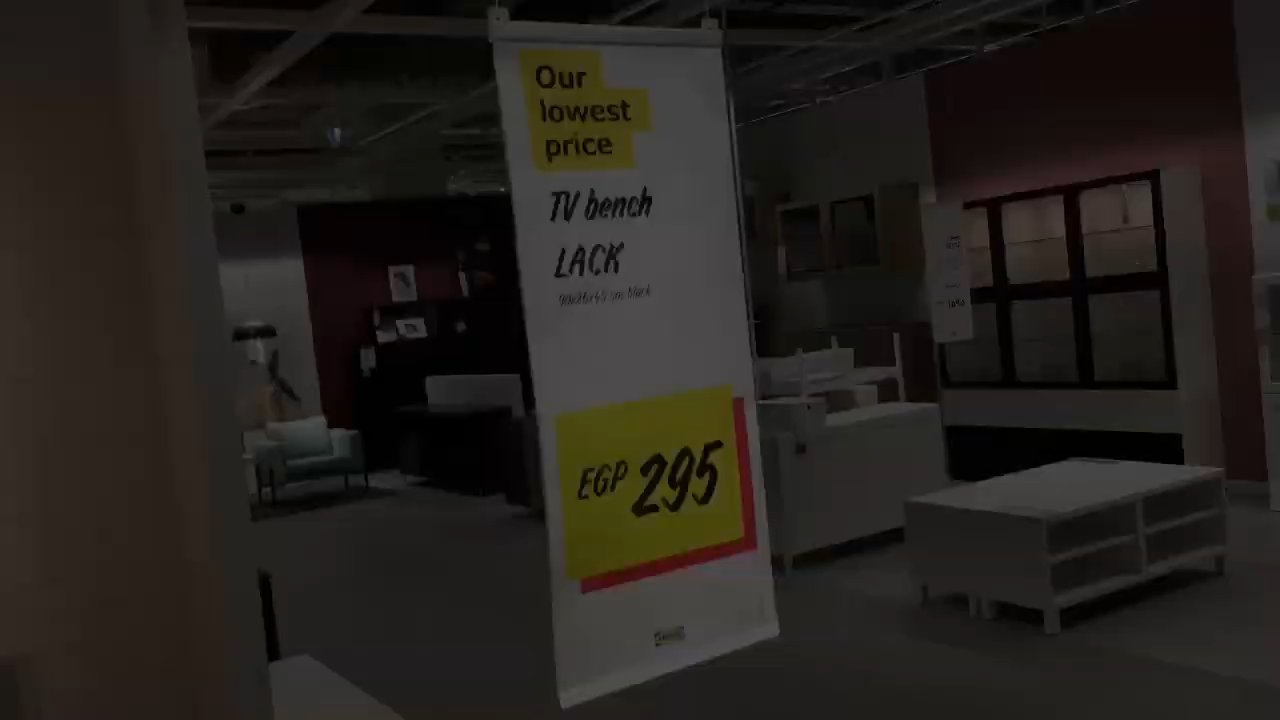 Our
lowest
price
TV bench
LACK
EGP 295